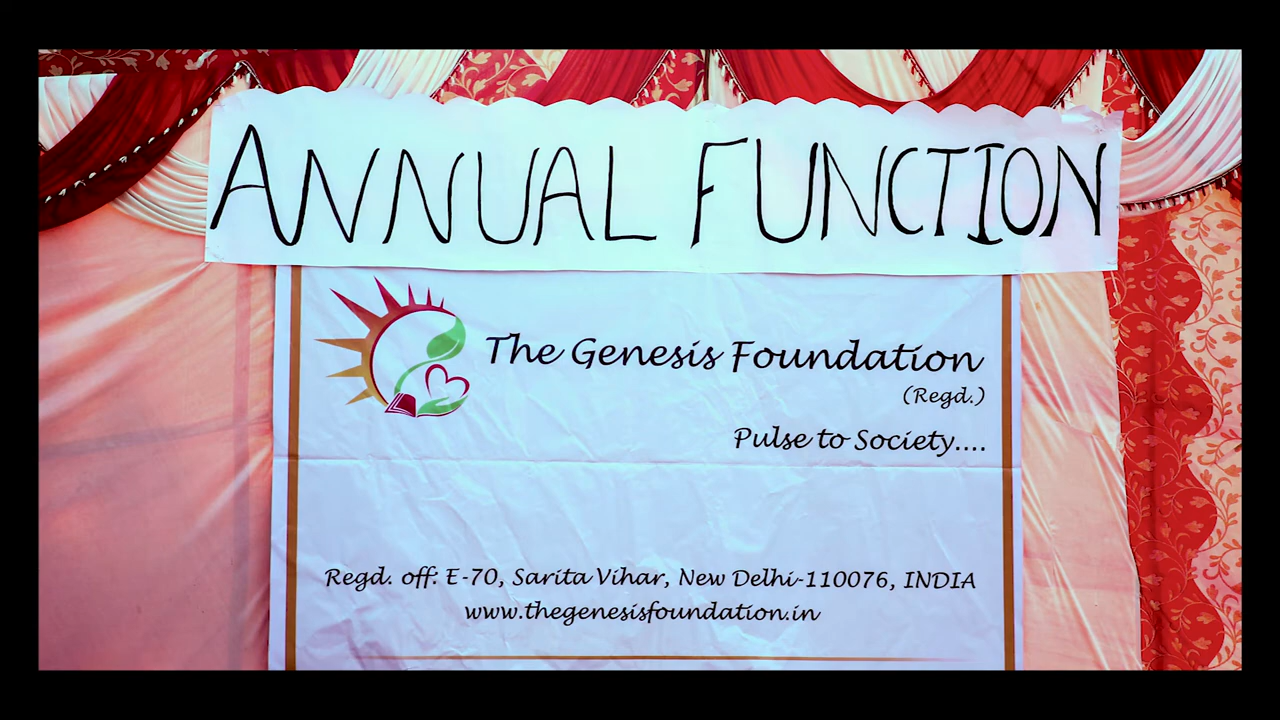 ANNUAL FUNCTION
The Genesis Foundation
(Regd.)
Pulse to Society....
Regd. off: E-70, Sarita Vihar, New Delhi-110076, INDIA
www.thegenesisfoundation.in